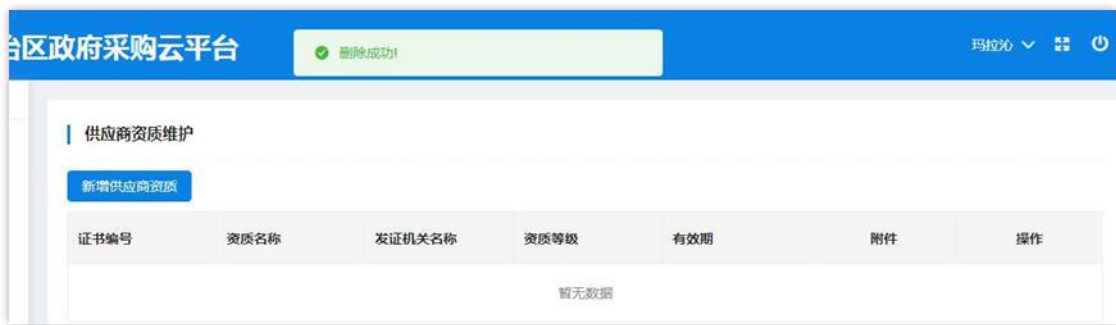 治区政府采购云平台
删除成功!
玛拉沁
供应商资质维护
新增供应商资质
证书编号 资质名称 发证机关名称 资质等级 有效期 附件 操作
暂无数据